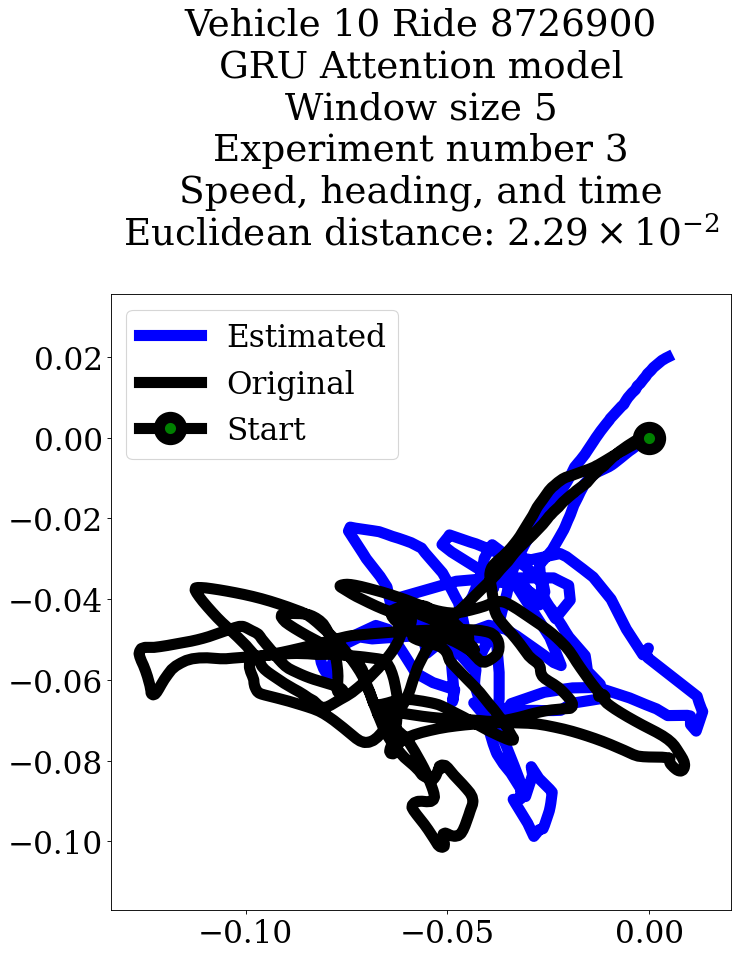 Vehicle 10 Ride 8726900
GRU Attention model
Window size 5
Experiment number 3
Speed, heading, and time
Euclidean distance: 2.29 × 10⁻²
Estimated
Original
Start
0.02
0.00
−0.02
−0.04
−0.06
−0.08
−0.10
−0.10
−0.05
0.00